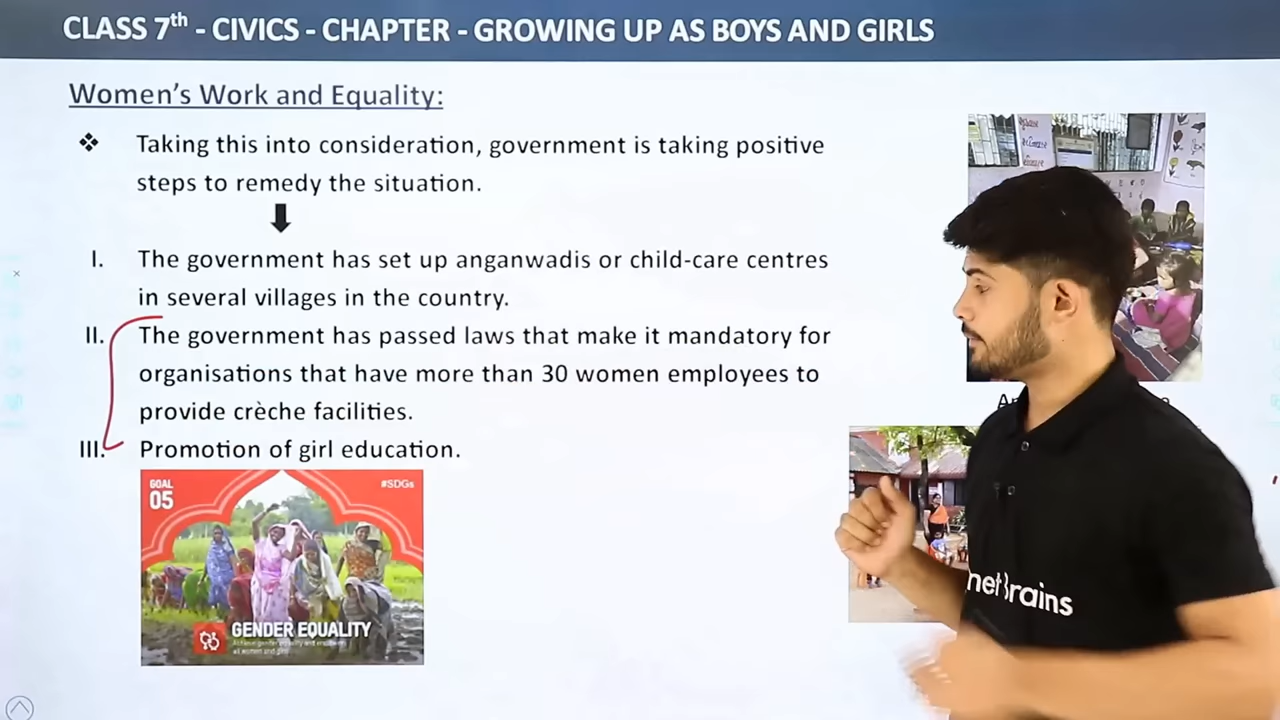 CLASS 7th - CIVICS - CHAPTER - GROWING UP AS BOYS AND GIRLS
Women's Work and Equality:
❖ Taking this into consideration, government is taking positive
steps to remedy the situation.
I. The government has set up anganwadis or child-care centres
in several villages in the country.
II. The government has passed laws that make it mandatory for
organisations that have more than 30 women employees to
provide crèche facilities.
III. Promotion of girl education.
GOAL
05
#SDGs
GENDER EQUALITY